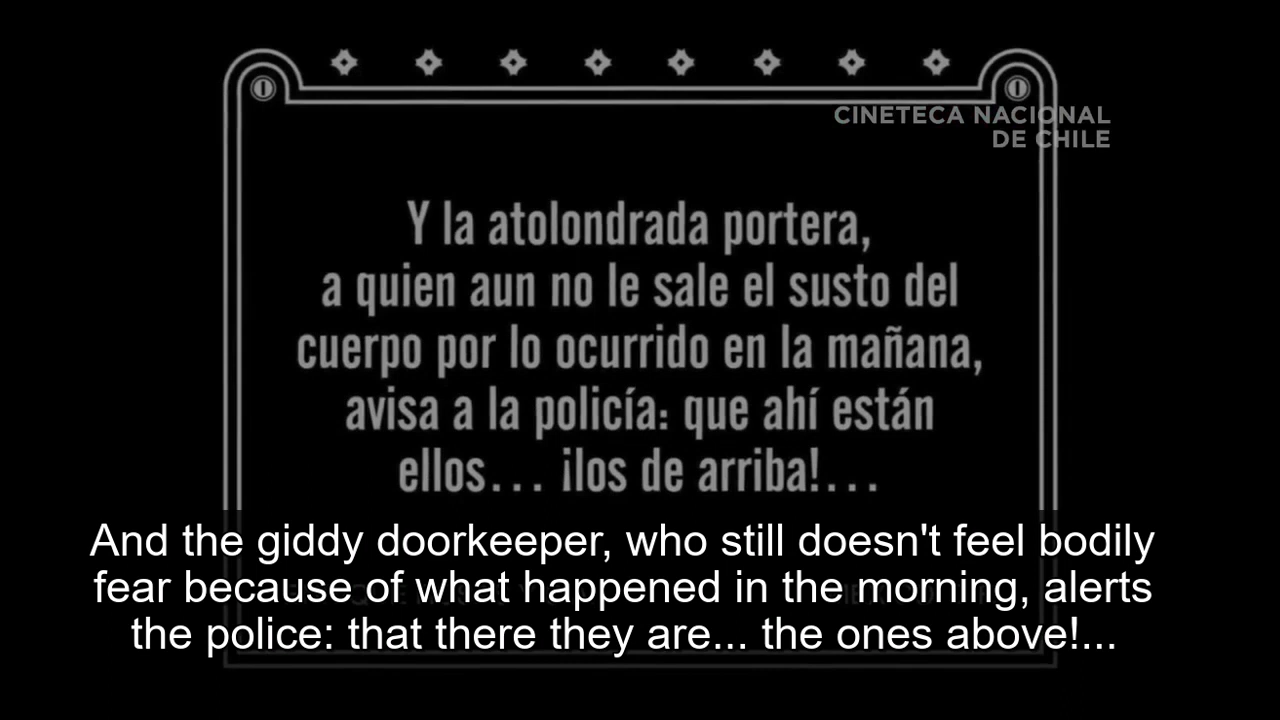 CINETECA NACIONAL
DE CHILE
Y la atolondrada portera,
a quien aun no le sale el susto del
cuerpo por lo ocurrido en la mañana,
avisa a la policía: que ahí están
ellos... ¡los de arriba!...
And the giddy doorkeeper, who still doesn't feel bodily
fear because of what happened in the morning, alerts
the police: that there they are... the ones above!...